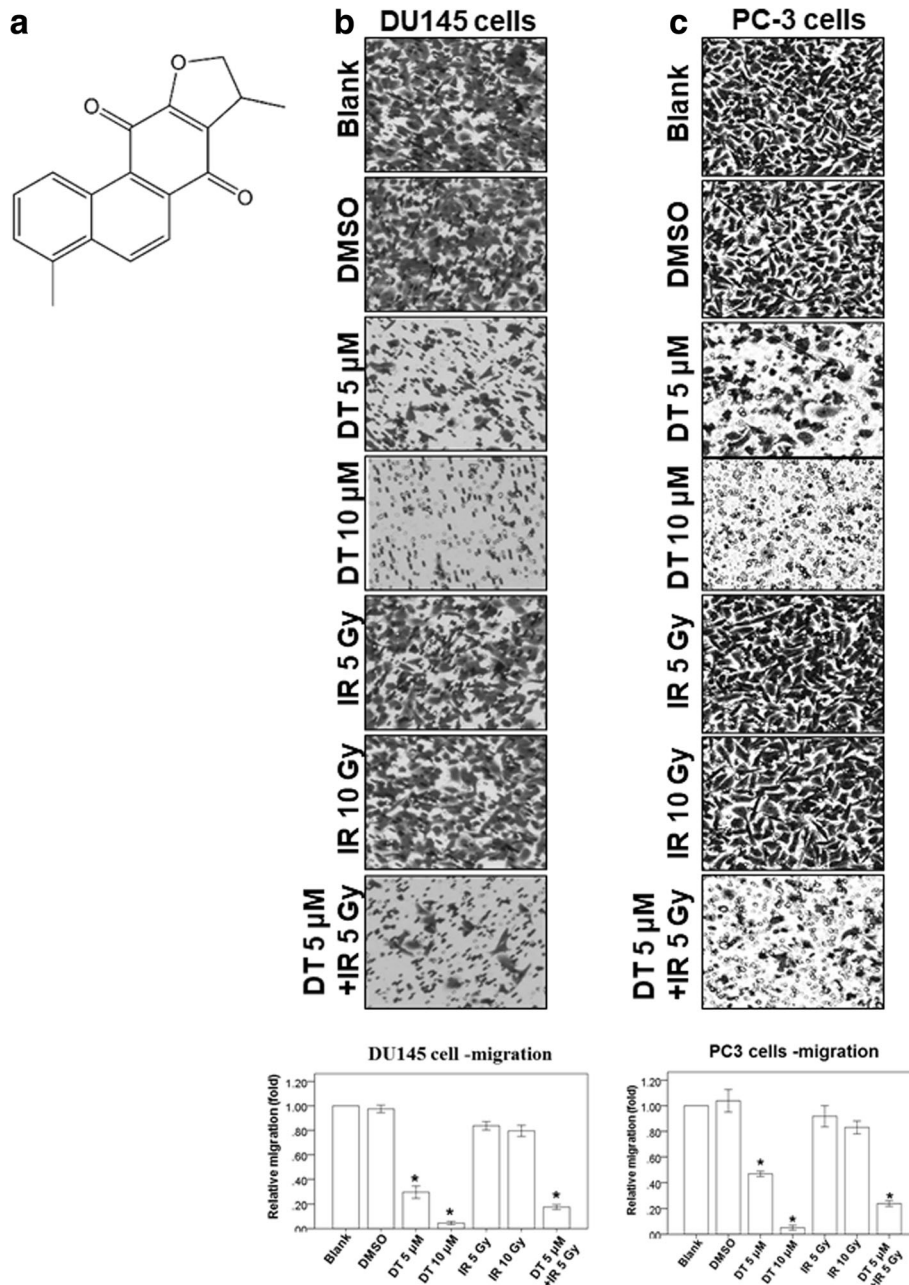 a
O
O
O
b
DU145 cells
Blank
DMSO
DT 5 µM
DT 10 µM
IR 5 Gy
IR 10 Gy
DT 5 µM
+IR 5 Gy
c
PC-3 cells
Blank
DMSO
DT 5 µM
DT 10 µM
IR 5 Gy
IR 10 Gy
DT 5 µM
+IR 5 Gy
DU145 cell -migration
Relative migration (fold)
1.20
1.00
.80
.60
.40
.20
.00
*
*
*
Blank
DMSO
DT 5 µM
DT 10 µM
IR 5 Gy
IR 10 Gy
DT 5 µM
+IR 5 Gy
PC3 cells -migration
Relative migration (fold)
1.20
1.00
.80
.60
.40
.20
.00
*
*
*
Blank
DMSO
DT 5 µM
DT 10 µM
IR 5 Gy
IR 10 Gy
DT 5 µM
+IR 5 Gy